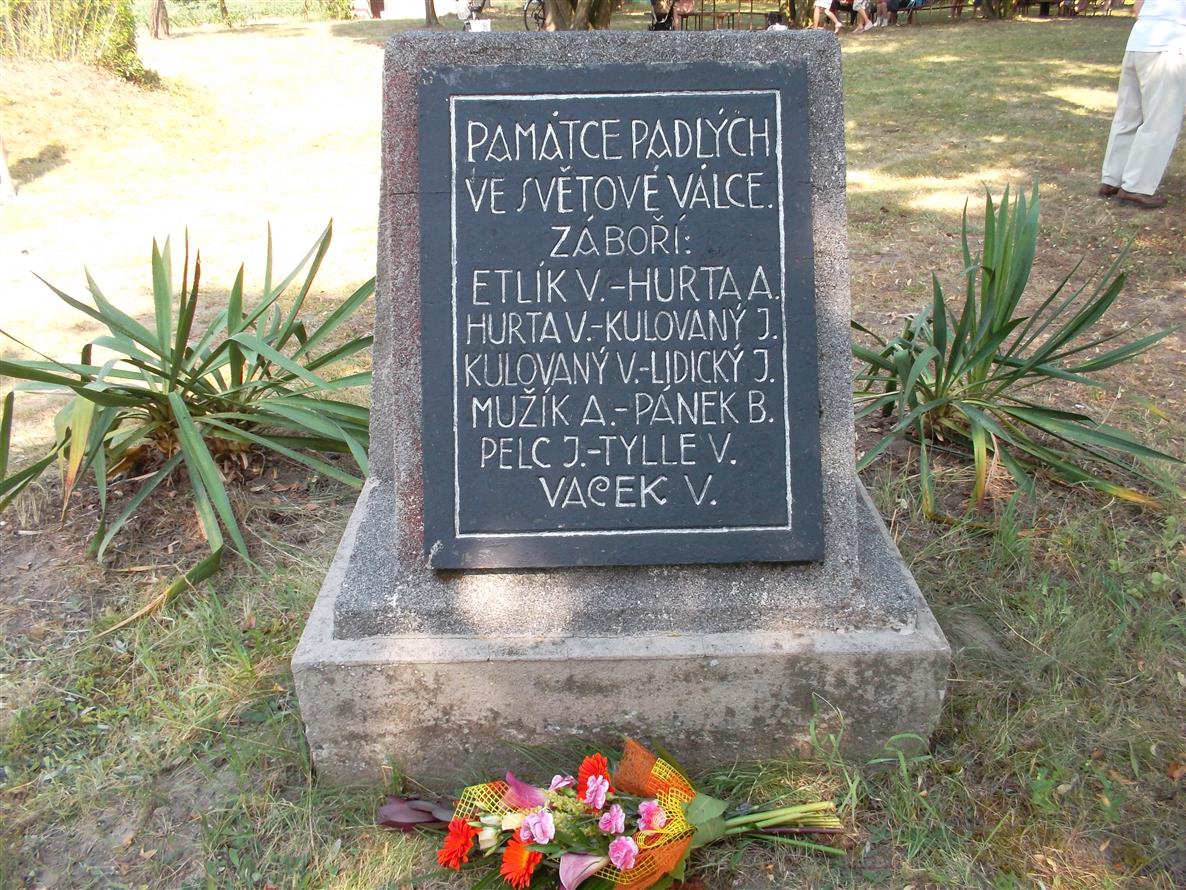 PAMÁTCE PADLÝCH
VE SVĚTOVÉ VÁLCE.
ZÁBOŘÍ:
ETLÍK V.-HURTA A.
HURTA V.-KULOVANÝ J.
KULOVANÝ V.-LIDICKÝ J.
MUŽÍK A.-PÁNEK B.
PELC J.-TYLLE V.
VACEK V.